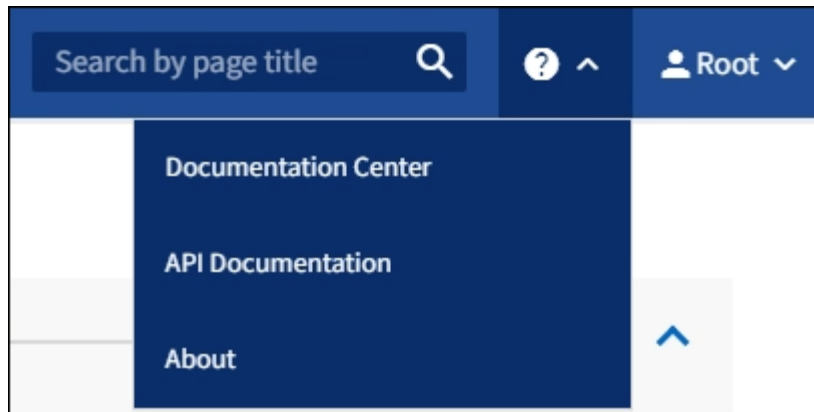 Search by page title
Root
Documentation Center
API Documentation
About